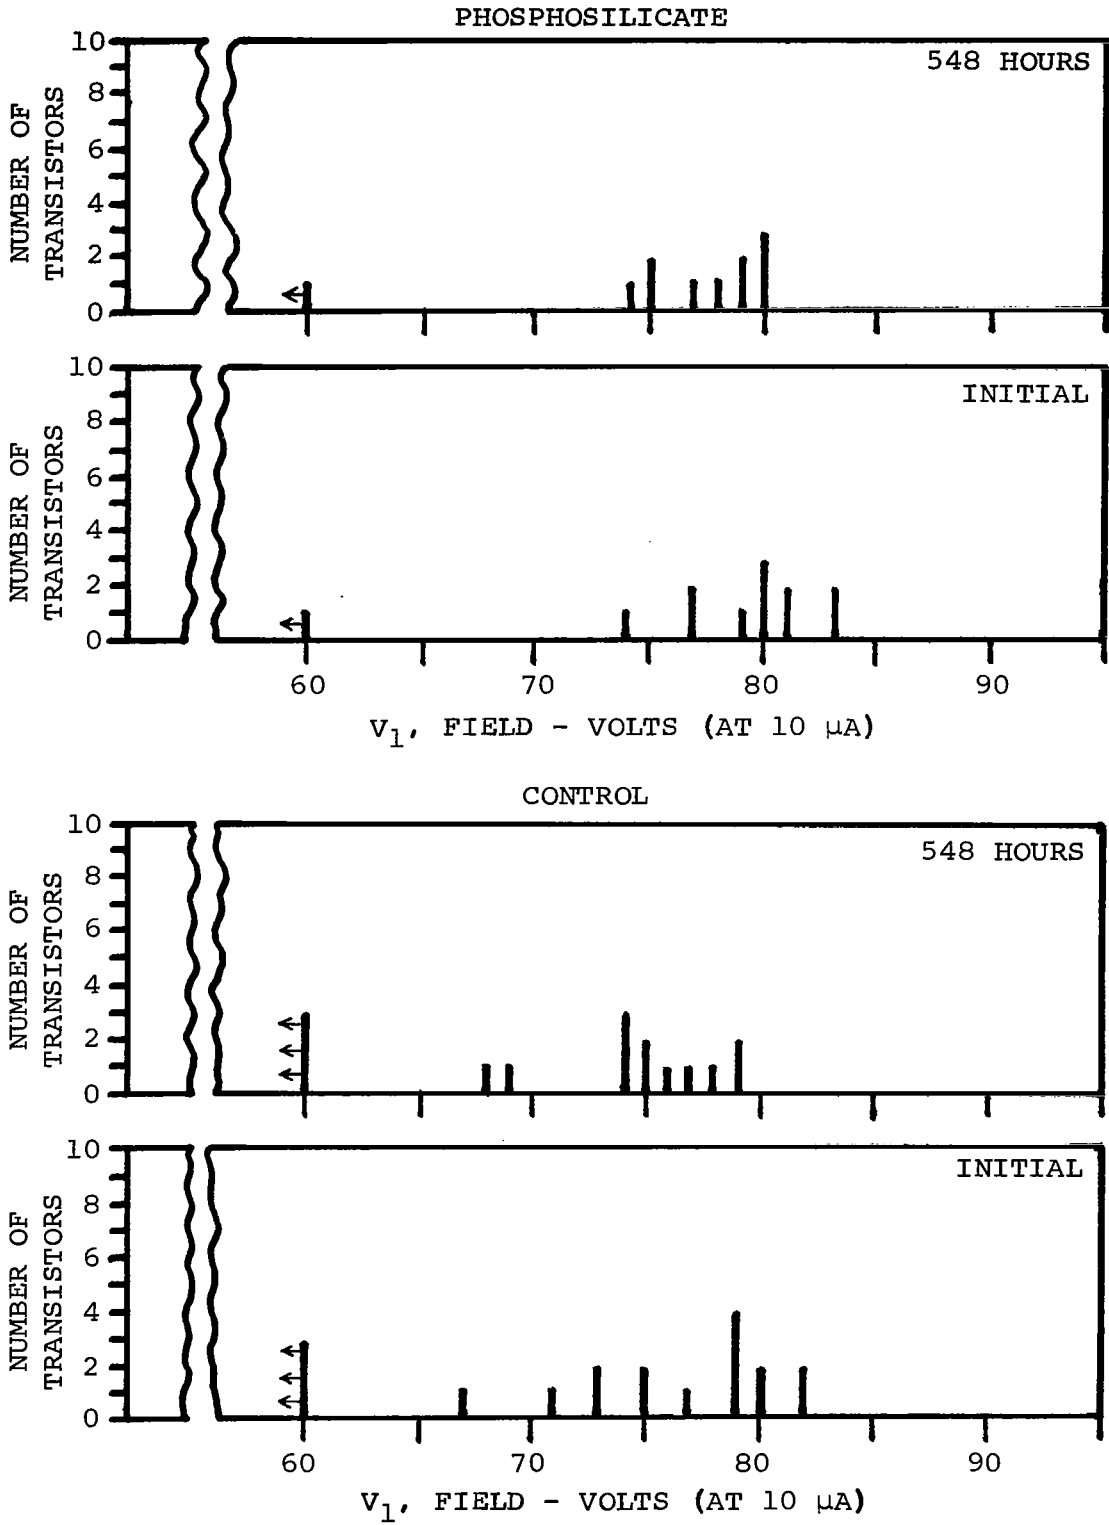 PHOSPHOSILICATE
548 HOURS
NUMBER OF
TRANSISTORS
10
8
6
4
2
0
INITIAL
NUMBER OF
TRANSISTORS
10
8
6
4
2
0
60 70 80 90
V1, FIELD - VOLTS (AT 10 µA)
CONTROL
548 HOURS
NUMBER OF
TRANSISTORS
10
8
6
4
2
0
INITIAL
NUMBER OF
TRANSISTORS
10
8
6
4
2
0
60 70 80 90
V1, FIELD - VOLTS (AT 10 µA)